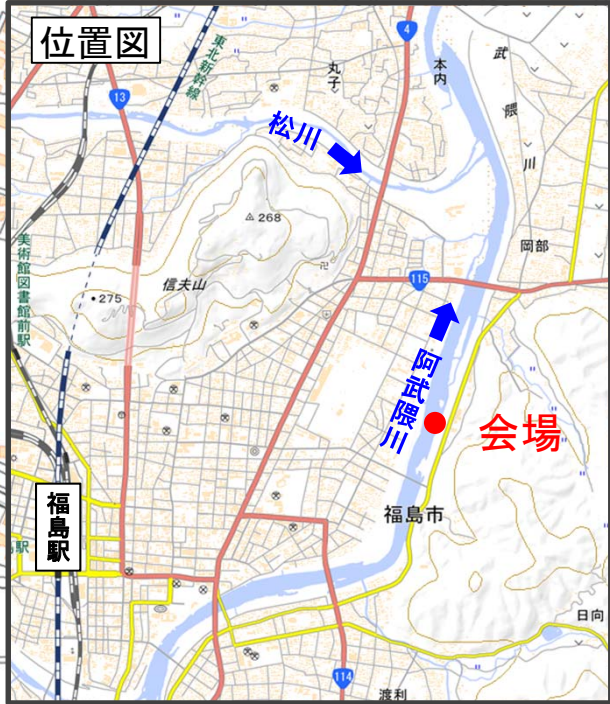 位置図
4
13
東北新幹線
丸子
本内
武隈川
松川
268
岡部
美術館図書館前駅
信夫山
275
115
阿武隈川
会場
福島市
福島駅
駅
日向
114
渡利